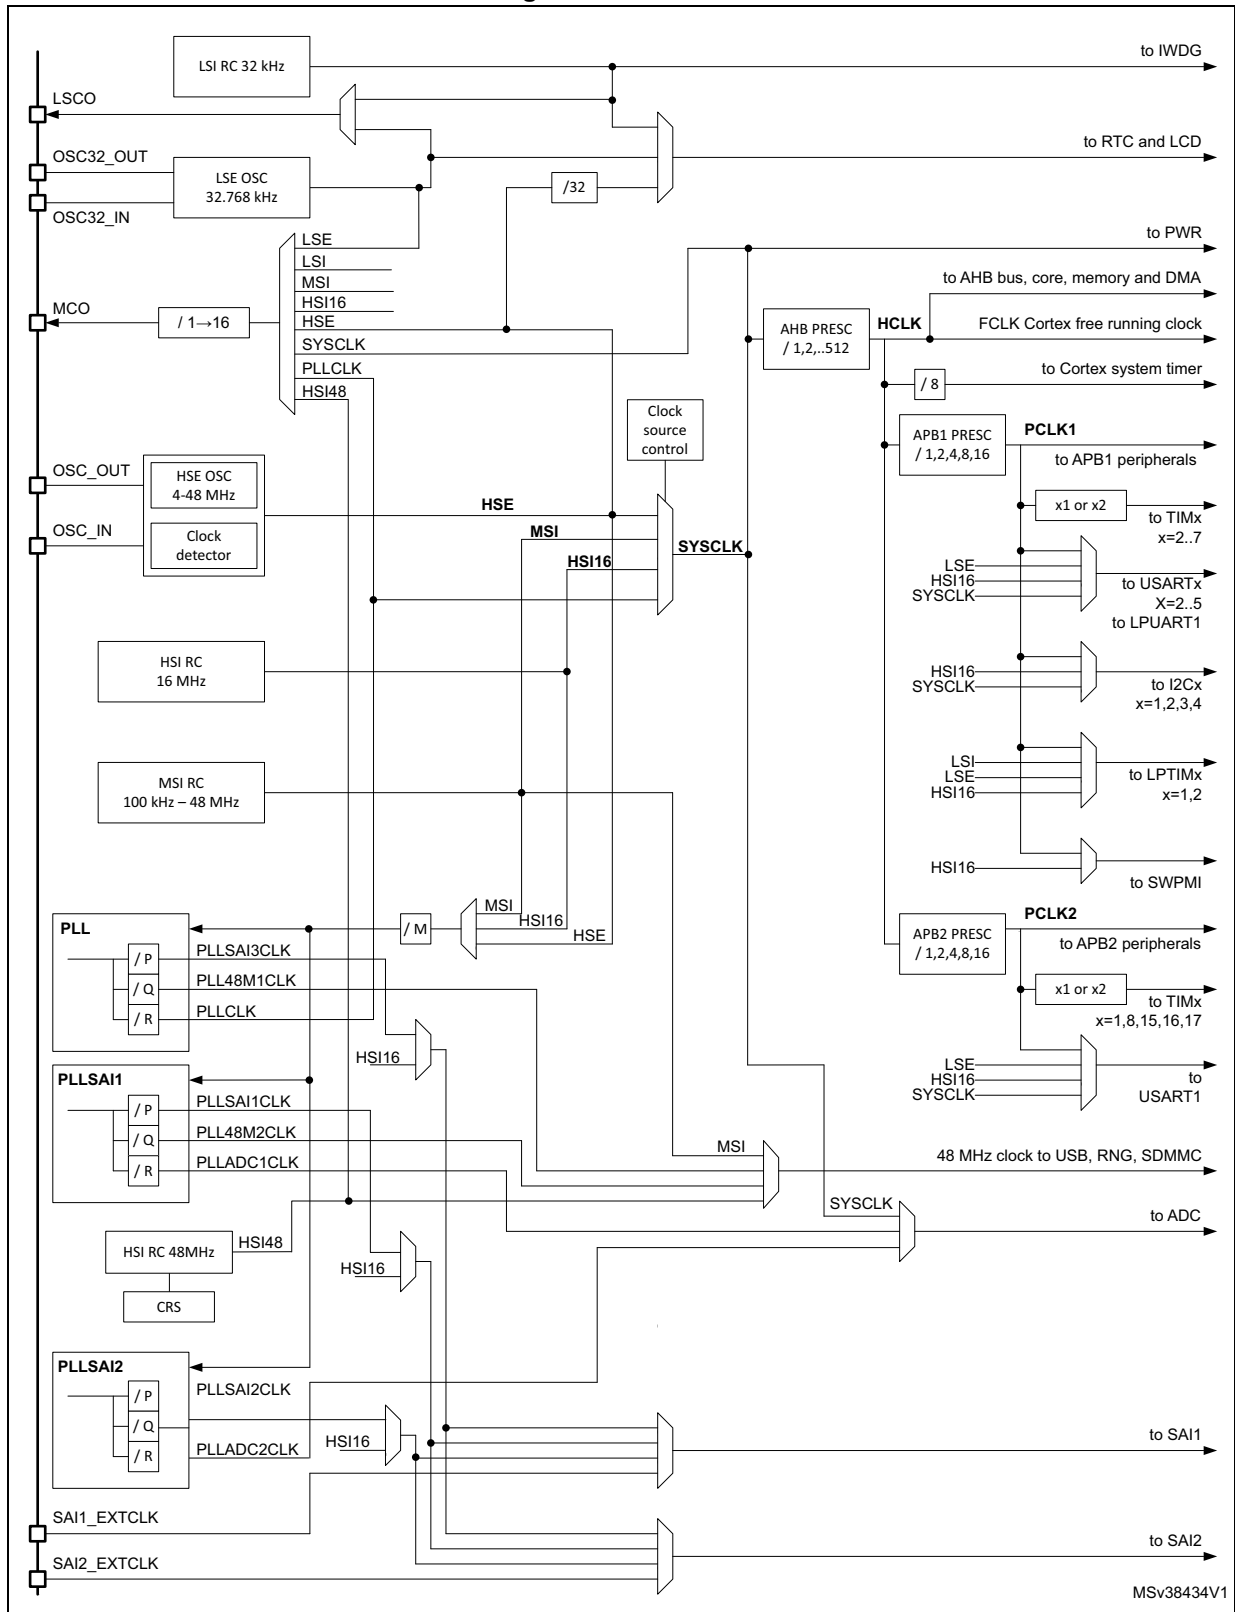 LSI RC 32 kHz
to IWDG
LSCO
to RTC and LCD
OSC32_OUT
LSE OSC
32.768 kHz
/32
OSC32_IN
LSE
to PWR
LSI
MSI
to AHB bus, core, memory and DMA
HSI16
MCO
/ 1→16
HSE
AHB PRESC
/ 1,2,..512
HCLK
FCLK Cortex free running clock
SYSCLK
PLLCLK
to Cortex system timer
/ 8
HSI48
Clock
source
control
APB1 PRESC
/ 1,2,4,8,16
PCLK1
to APB1 peripherals
OSC_OUT
HSE OSC
4-48 MHz
HSE
x1 or x2
to TIMx
x=2..7
OSC_IN
Clock
detector
MSI
HSI16
SYSCLK
LSE
HSI16
SYSCLK
to USARTx
X=2..5
to LPUART1
HSI RC
16 MHz
HSI16
SYSCLK
to I2Cx
x=1,2,3,4
MSI RC
100 kHz – 48 MHz
LSI
LSE
HSI16
to LPTIMx
x=1,2
HSI16
to SWPMI
PLL
/ M
MSI
HSI16
HSE
APB2 PRESC
/ 1,2,4,8,16
PCLK2
to APB2 peripherals
/ P
PLLSAI3CLK
/ Q
PLL48M1CLK
/ R
PLLCLK
x1 or x2
to TIMx
x=1,8,15,16,17
HSI16
LSE
HSI16
SYSCLK
to
USART1
PLLSAI1
/ P
PLLSAI1CLK
/ Q
PLL48M2CLK
/ R
PLLADC1CLK
MSI
48 MHz clock to USB, RNG, SDMMC
SYSCLK
to ADC
HSI RC 48MHz
HSI48
HSI16
CRS
PLLSAI2
/ P
PLLSAI2CLK
/ Q
/ R
PLLADC2CLK
HSI16
to SAI1
SAI1_EXTCLK
to SAI2
SAI2_EXTCLK
MSv38434V1